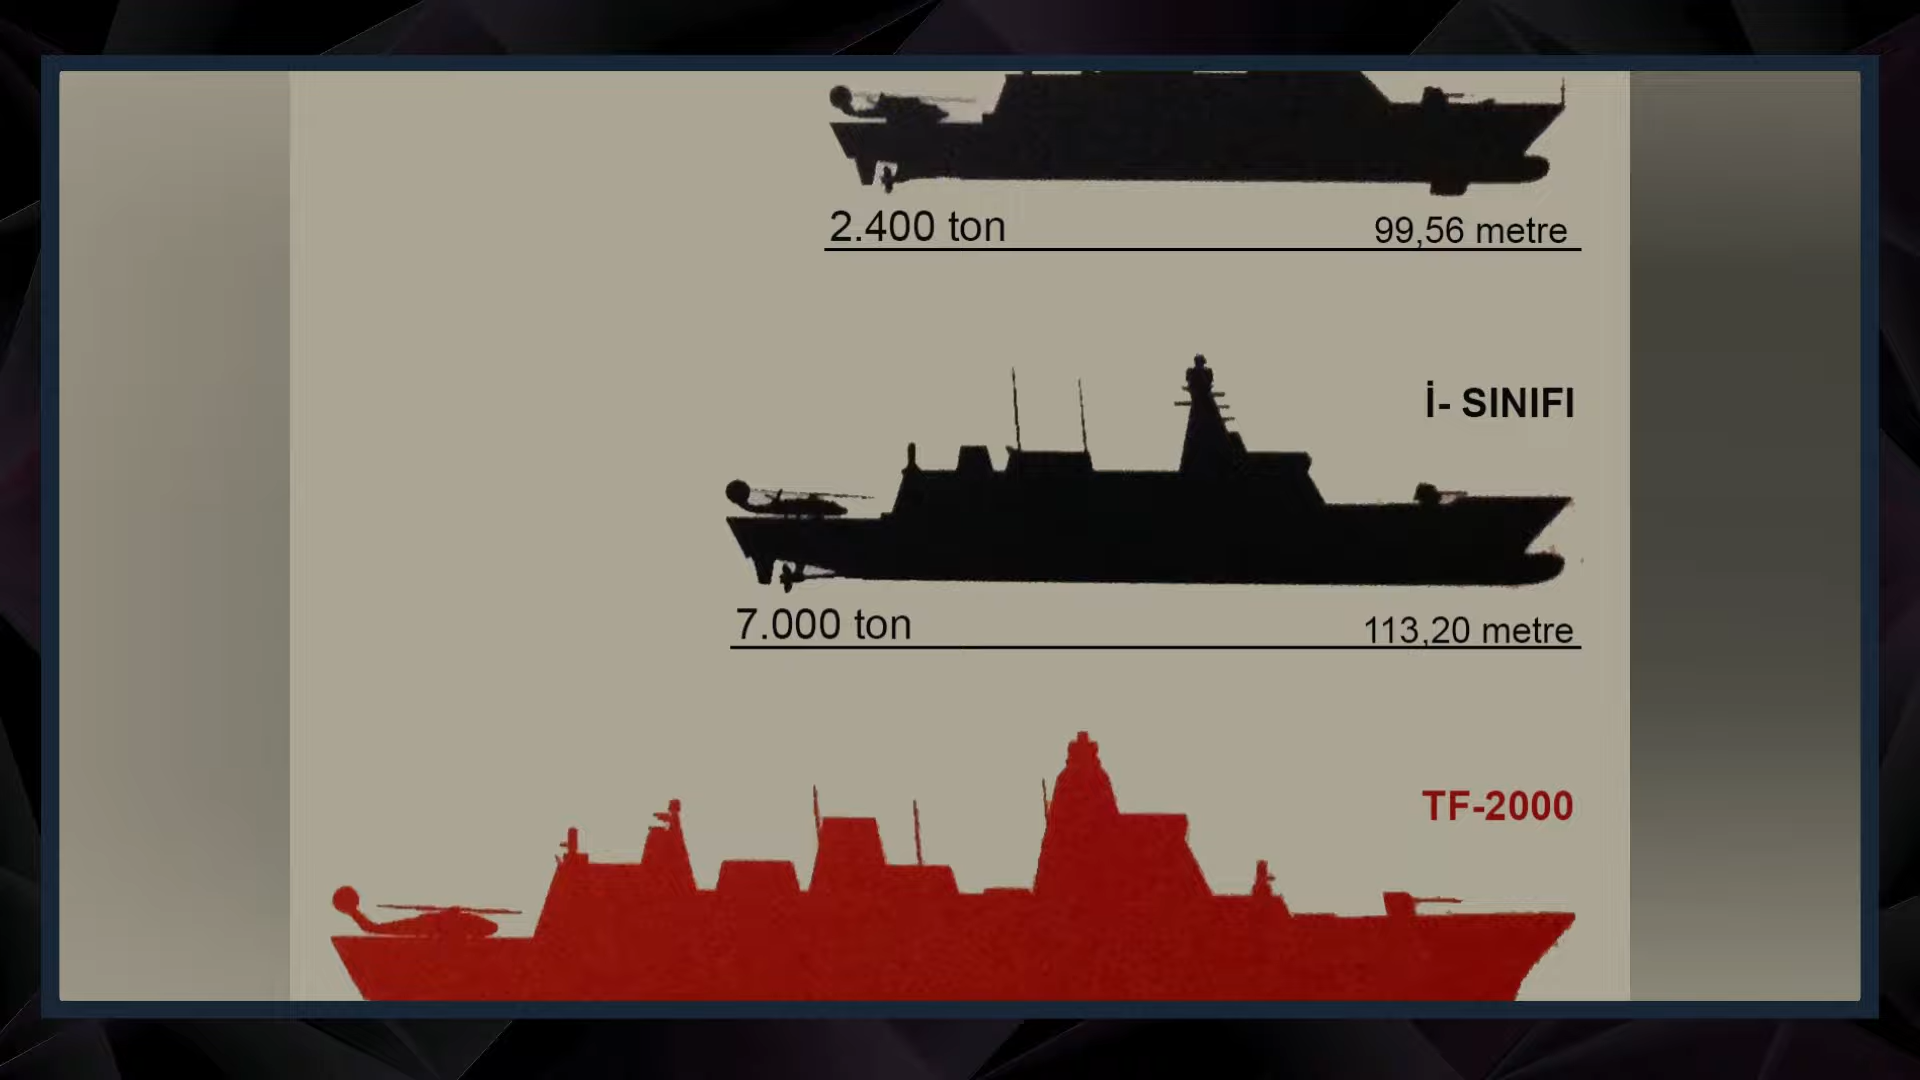 2.400 ton 99,56 metre
İ- SINIFI
7.000 ton 113,20 metre
TF-2000